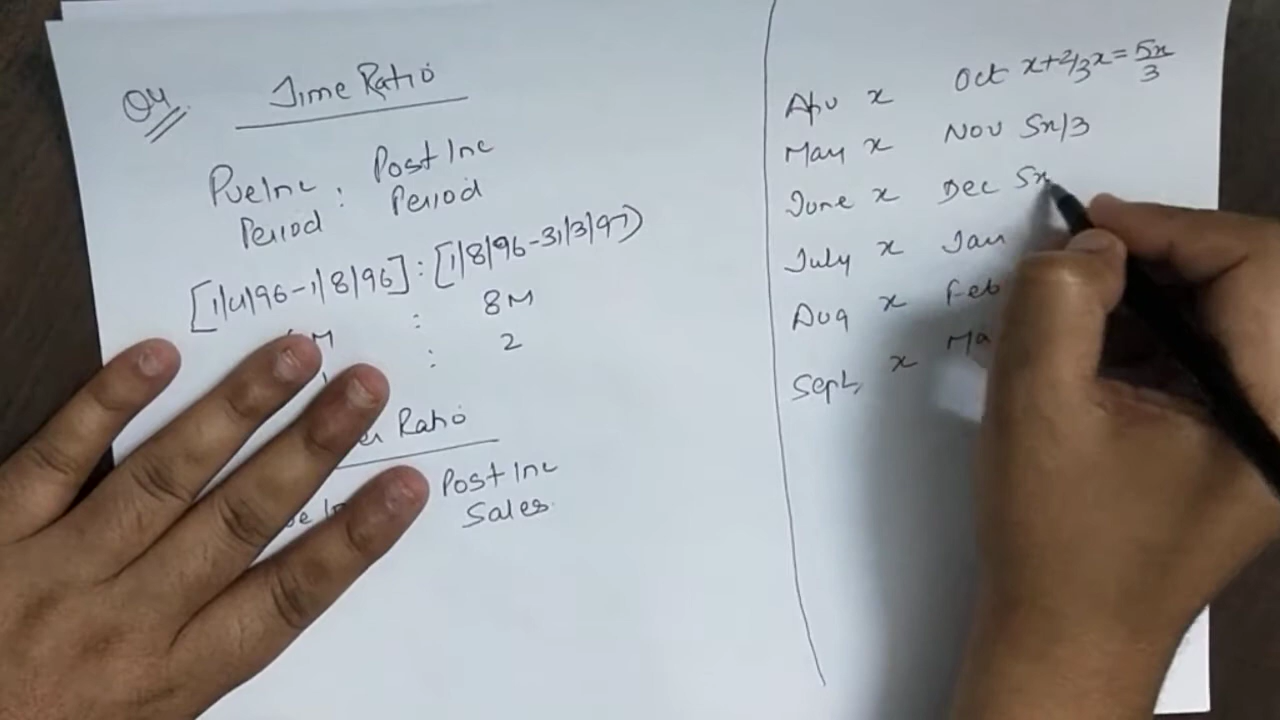 Q4
Time Ratio
PreInc : Post Inc
Period Period
[1/4/96-1/8/96] : [1/8/96-31/3/97)
M : 8M
: 2
Ratio
Post Inc
Sales
Apr x
May x
June x
July x
Aug x
Sept, x
Oct x+2/3x = 5x/3
Nov 5x/3
Dec 5x
Jan
Feb
Ma